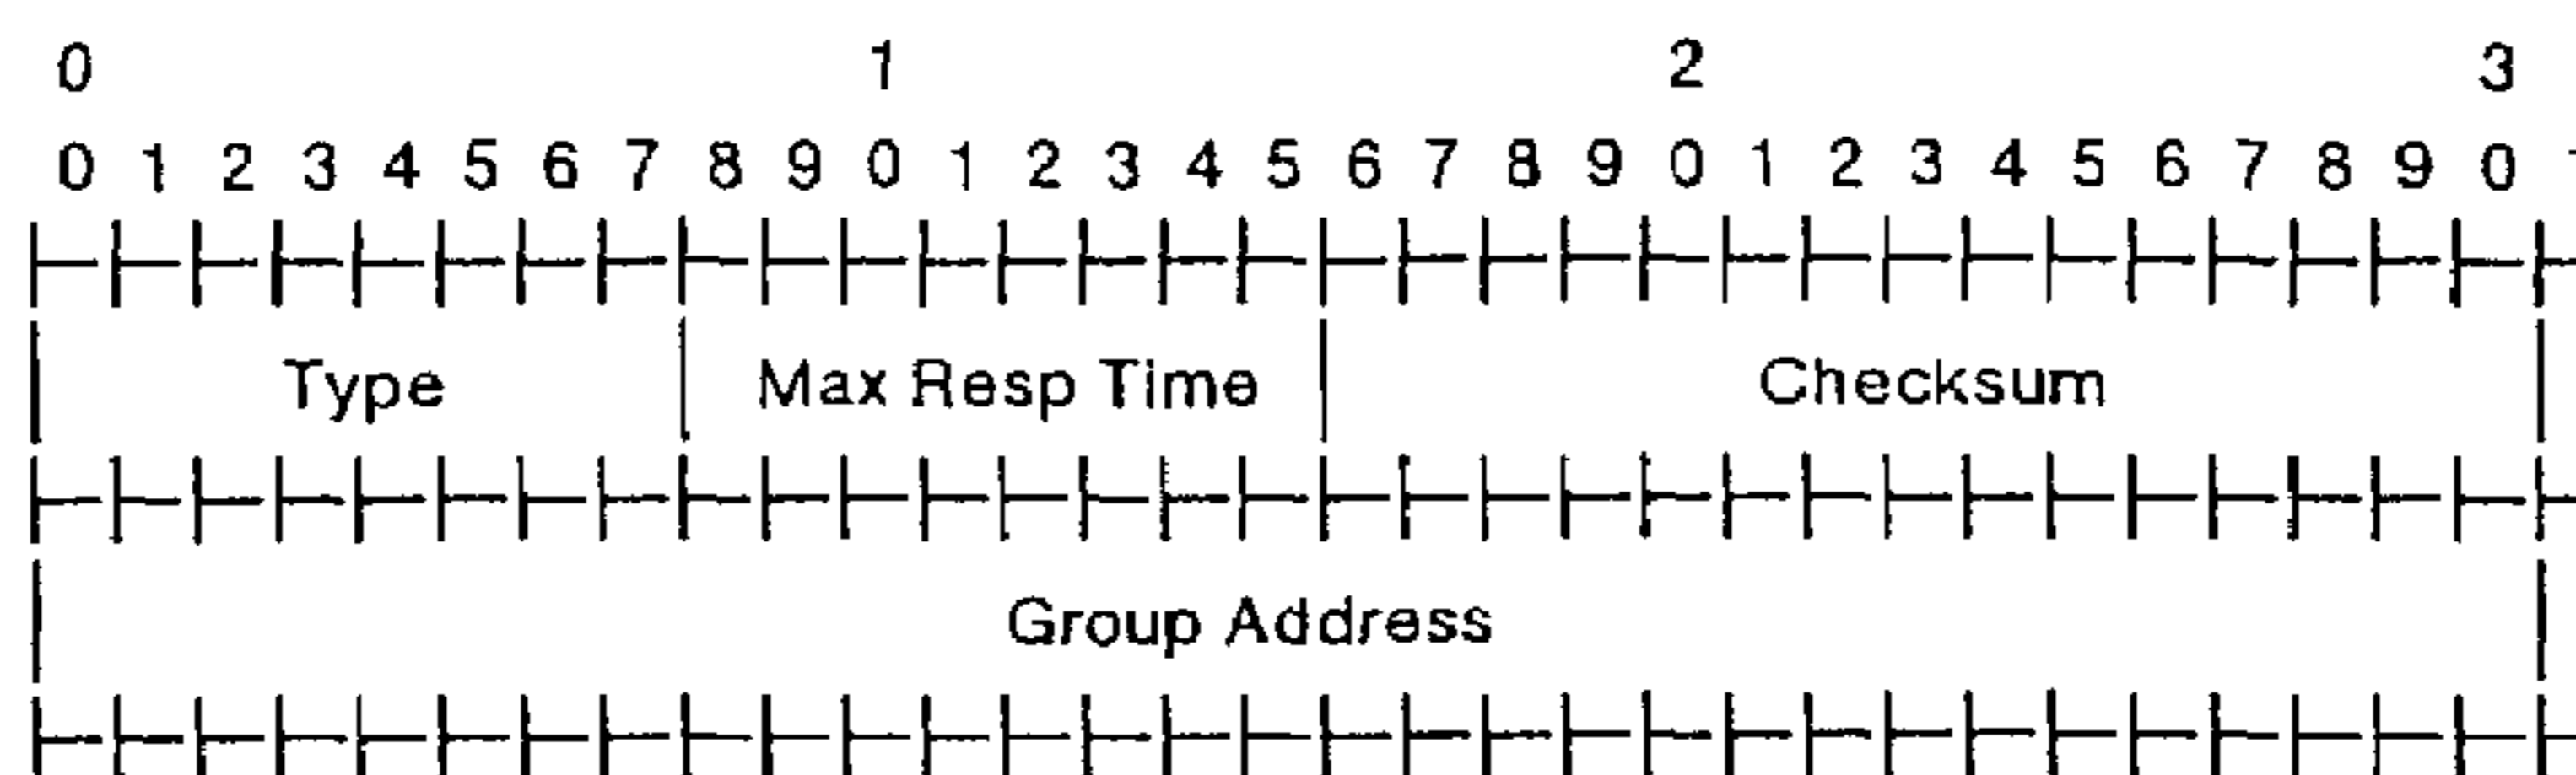 0 1 2 3
0 1 2 3 4 5 6 7 8 9 0 1 2 3 4 5 6 7 8 9 0 1 2 3 4 5 6 7 8 9 0
Type Max Resp Time Checksum
Group Address